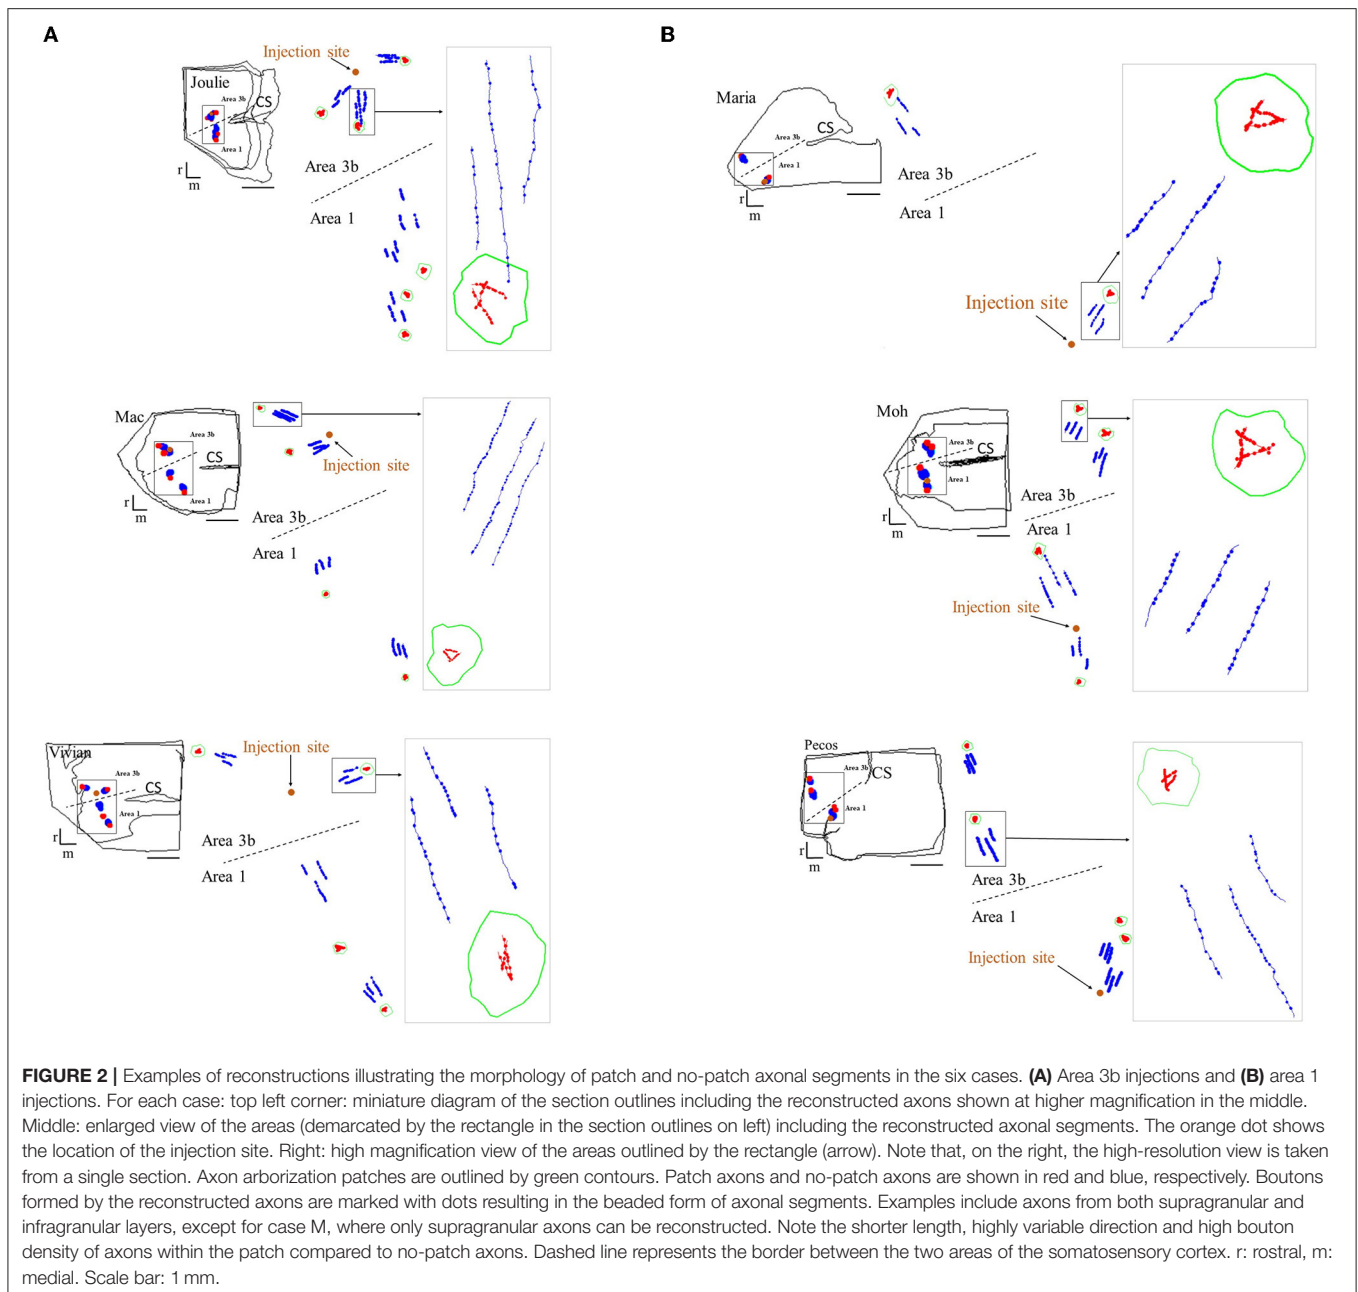 A
Injection site
Joulie
Area 3b
CS
Area 1
r
m
Area 3b
Area 1
Mac
Area 3b
CS
Area 1
r
m
Injection site
Area 3b
Area 1
Vivian
Area 3b
CS
Area 1
r
m
Injection site
Area 3b
Area 1
B
Maria
CS
Area 3b
Area 1
r
m
Area 3b
Area 1
Injection site
Moh
Area 3b
CS
Area 1
r
m
Area 3b
Area 1
Injection site
Pecos
Area 3b
CS
Area 1
r
m
Area 3b
Area 1
Injection site
FIGURE 2 | Examples of reconstructions illustrating the morphology of patch and no-patch axonal segments in the six cases. (A) Area 3b injections and (B) area 1
injections. For each case: top left corner: miniature diagram of the section outlines including the reconstructed axons shown at higher magnification in the middle.
Middle: enlarged view of the areas (demarcated by the rectangle in the section outlines on left) including the reconstructed axonal segments. The orange dot shows
the location of the injection site. Right: high magnification view of the areas outlined by the rectangle (arrow). Note that, on the right, the high-resolution view is taken
from a single section. Axon arborization patches are outlined by green contours. Patch axons and no-patch axons are shown in red and blue, respectively. Boutons
formed by the reconstructed axons are marked with dots resulting in the beaded form of axonal segments. Examples include axons from both supragranular and
infragranular layers, except for case M, where only supragranular axons can be reconstructed. Note the shorter length, highly variable direction and high bouton
density of axons within the patch compared to no-patch axons. Dashed line represents the border between the two areas of the somatosensory cortex. r: rostral, m:
medial. Scale bar: 1 mm.